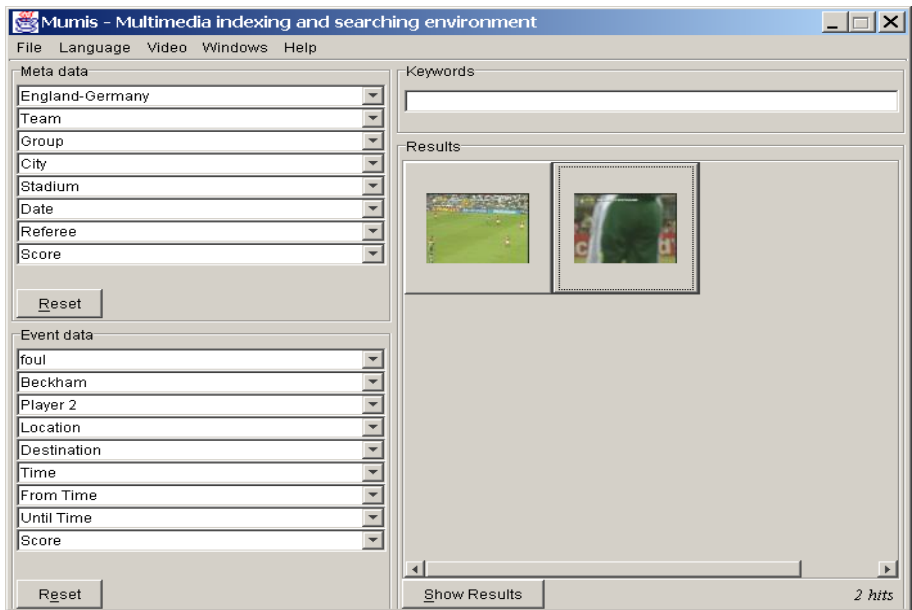 Mumis - Multimedia indexing and searching environment
File Language Video Windows Help
Meta data
England-Germany
Team
Group
City
Stadium
Date
Referee
Score
Reset
Event data
foul
Beckham
Player 2
Location
Destination
Time
From Time
Until Time
Score
Reset
Keywords
Results
Show Results
2 hits